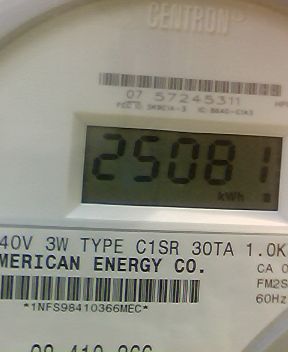 CENTRON®
07 57245311
25081
kWh
40V 3W TYPE C1SR 30TA 1.0K
MERICAN ENERGY CO.
CA 0
FM2S
60Hz
*1NFS98410366MEC*